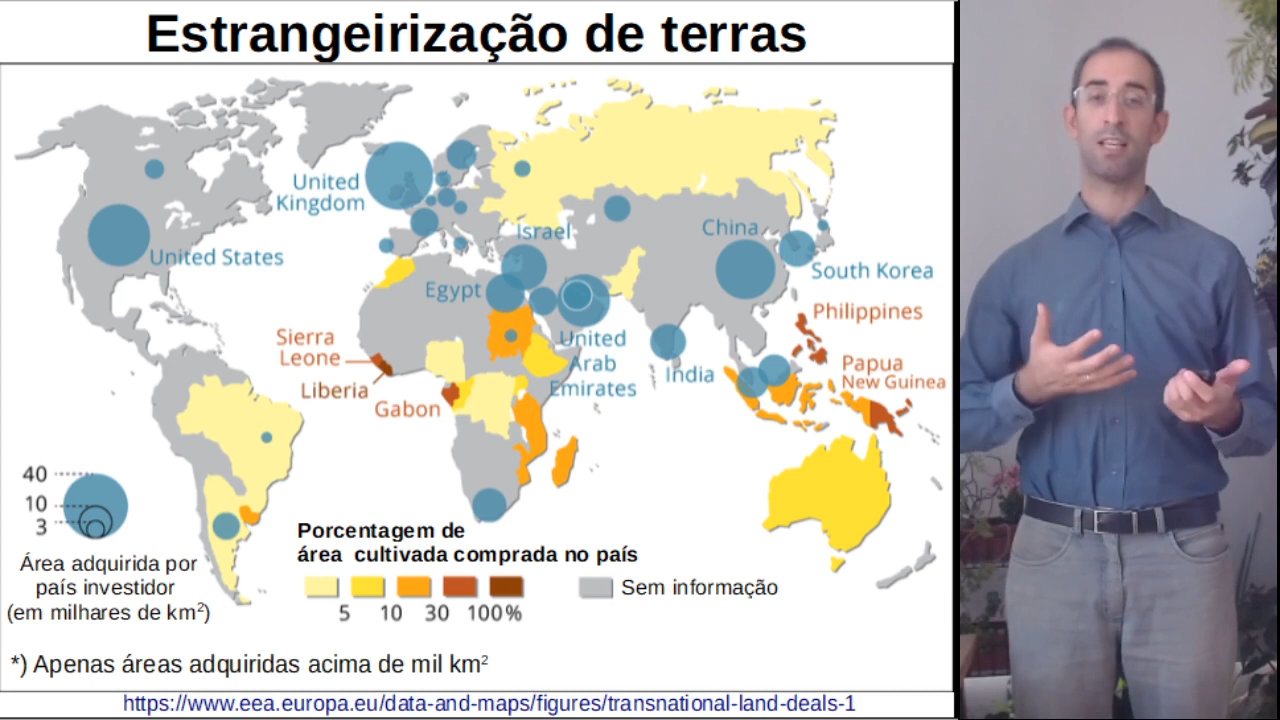 Estrangeirização de terras
United
Kingdom
United States
Israel
Egypt
China
South Korea
Philippines
Sierra
Leone
Liberia
Gabon
United
Arab
Emirates
India
Papua
New Guinea
40
10
3
Área adquirida por
país investidor
(em milhares de km²)
Porcentagem de
área cultivada comprada no país
5 10 30 100%
Sem informação
*) Apenas áreas adquiridas acima de mil km²
https://www.eea.europa.eu/data-and-maps/figures/transnational-land-deals-1